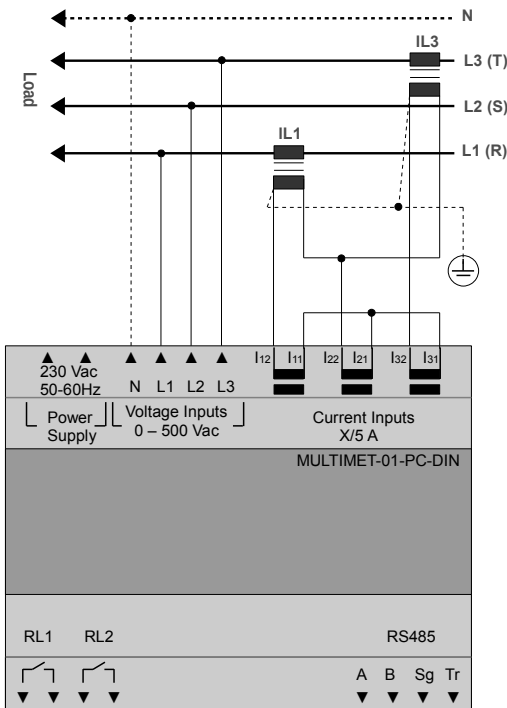 N
IL3
L3 (T)
Load
L2 (S)
IL1
L1 (R)
I12 I11 I22 I21 I32 I31
230 Vac
50-60Hz
N L1 L2 L3
Power
Supply
Voltage Inputs
0 – 500 Vac
Current Inputs
X/5 A
MULTIMET-01-PC-DIN
RL1 RL2 RS485
A B Sg Tr